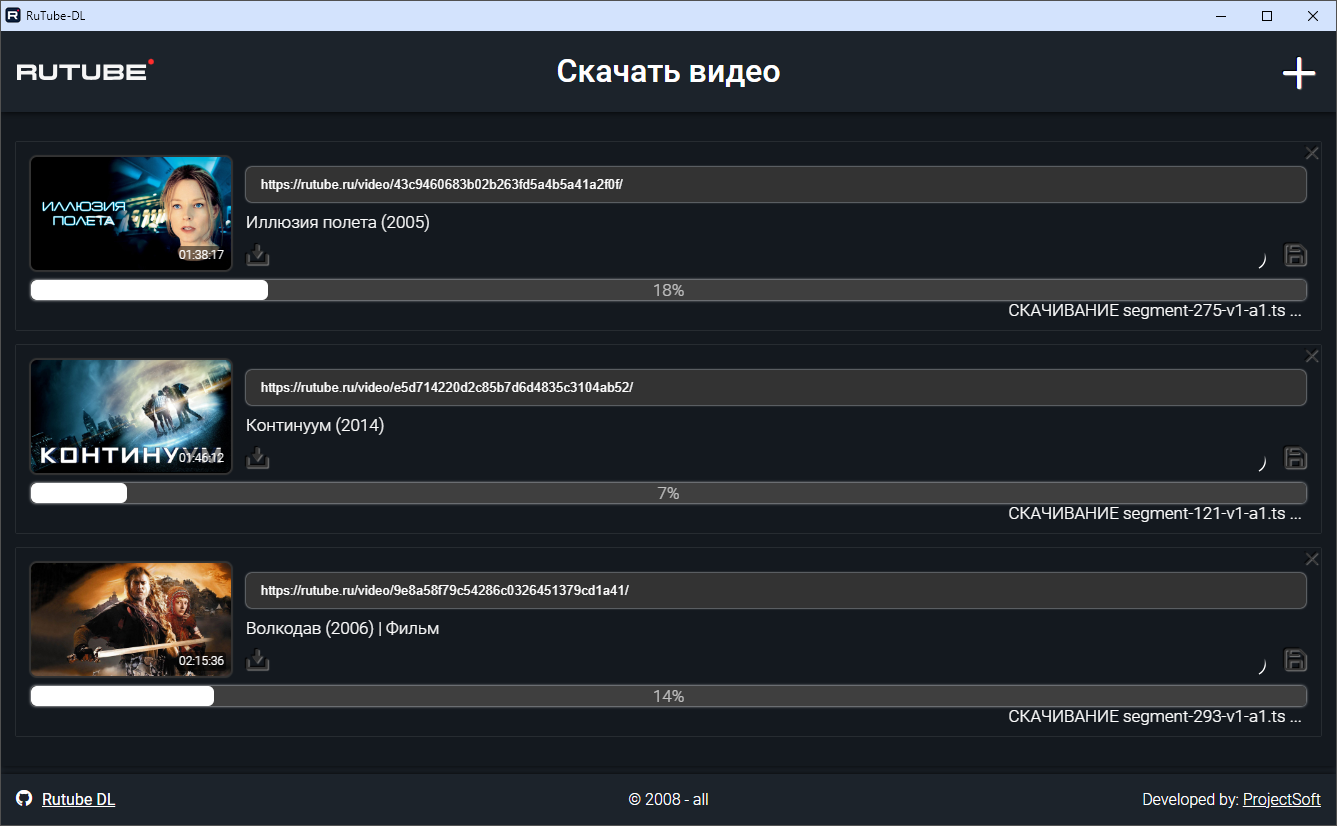 RuTube-DL
RUTUBE
Скачать видео
https://rutube.ru/video/43c9460683b02b263fd5a4b5a41a2f0f/
ИЛЛЮЗИЯ
ПОЛЕТА
Иллюзия полета (2005)
01:38:17
18%
СКАЧИВАНИЕ segment-275-v1-a1.ts ...
https://rutube.ru/video/e5d714220d2c85b7d6d4835c3104ab52/
Континуум (2014)
КОНТИНУУМ
01:46:12
7%
СКАЧИВАНИЕ segment-121-v1-a1.ts ...
https://rutube.ru/video/9e8a58f79c54286c0326451379cd1a41/
Волкодав (2006) | Фильм
02:15:36
14%
СКАЧИВАНИЕ segment-293-v1-a1.ts ...
Rutube DL
© 2008 - all
Developed by: ProjectSoft